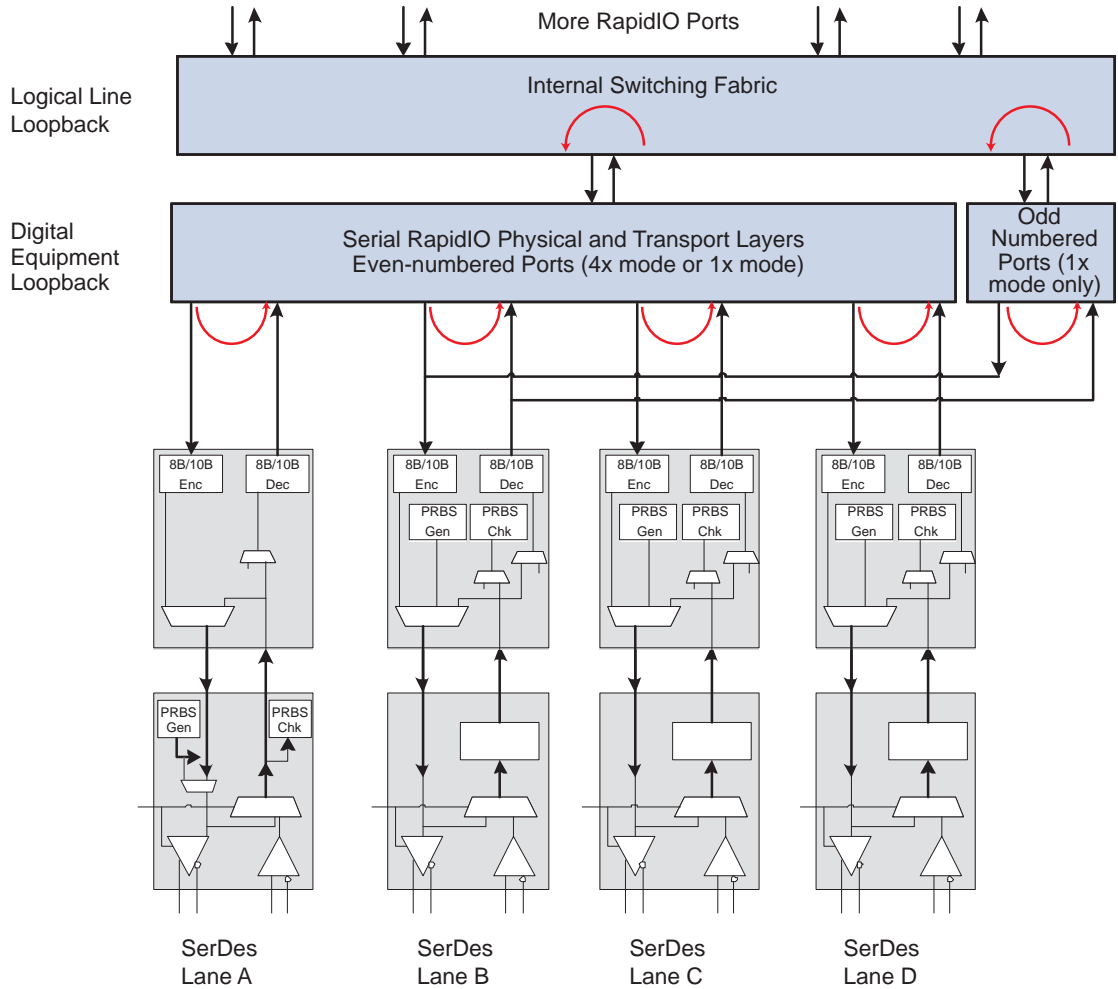 More RapidIO Ports
Logical Line
Loopback
Internal Switching Fabric
Digital
Equipment
Loopback
Serial RapidIO Physical and Transport Layers
Even-numbered Ports (4x mode or 1x mode)
Odd
Numbered
Ports (1x
mode only)
8B/10B
Enc
8B/10B
Dec
8B/10B
Enc
8B/10B
Dec
PRBS
Gen
PRBS
Chk
8B/10B
Enc
8B/10B
Dec
PRBS
Gen
PRBS
Chk
8B/10B
Enc
8B/10B
Dec
PRBS
Gen
PRBS
Chk
PRBS
Gen
PRBS
Chk
SerDes
Lane A
SerDes
Lane B
SerDes
Lane C
SerDes
Lane D